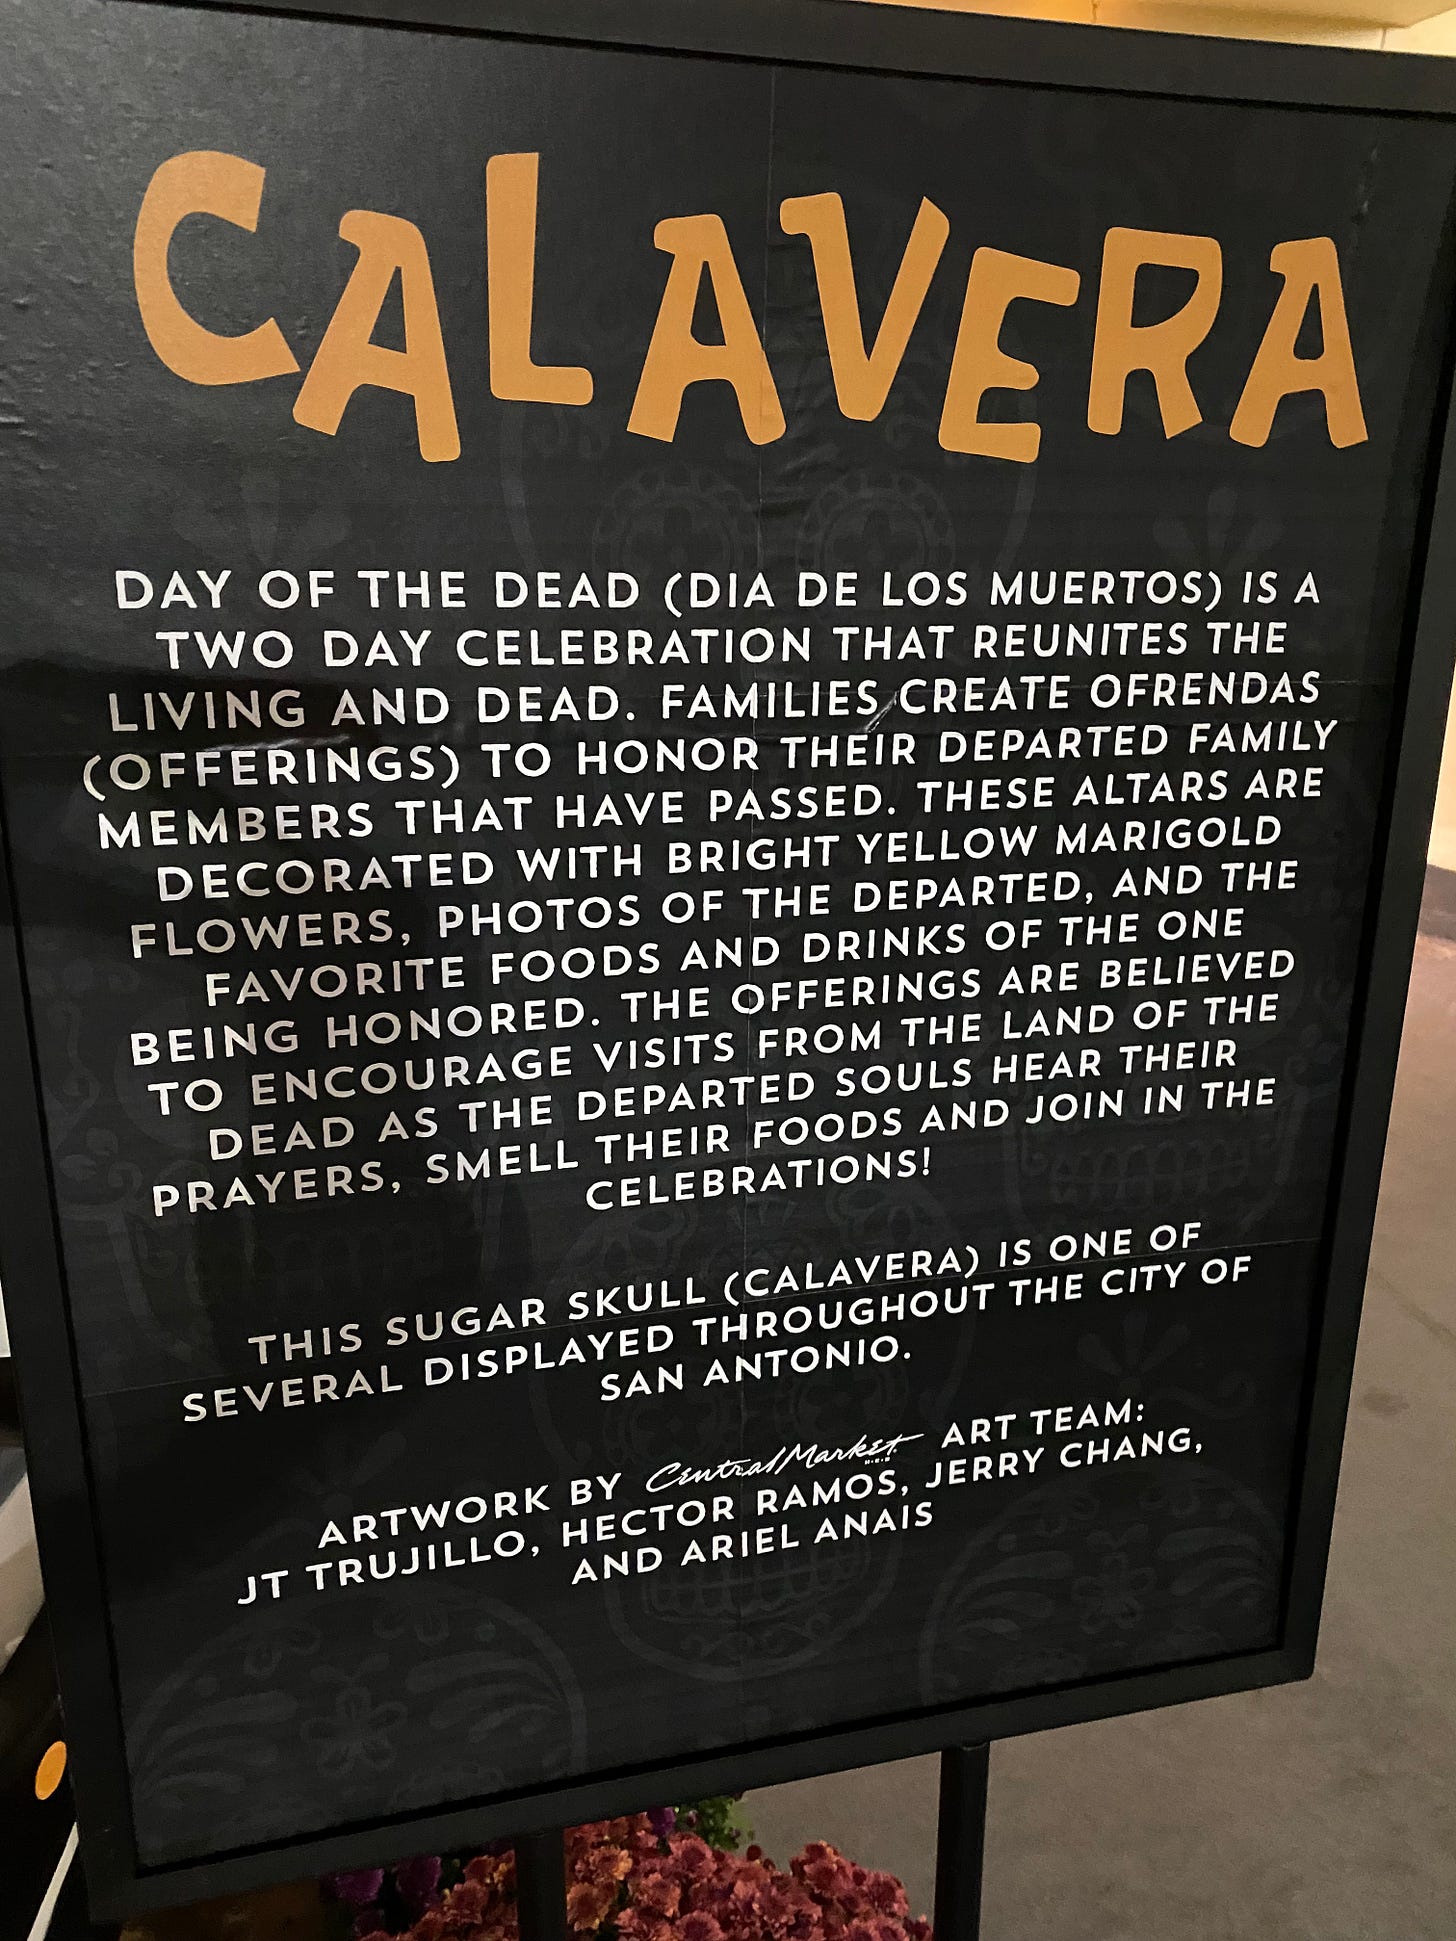 CALAVERA
DAY OF THE DEAD (DIA DE LOS MUERTOS) IS A
TWO DAY CELEBRATION THAT REUNITES THE
LIVING AND DEAD. FAMILIES CREATE OFRENDAS
(OFFERINGS) TO HONOR THEIR DEPARTED FAMILY
MEMBERS THAT HAVE PASSED. THESE ALTARS ARE
DECORATED WITH BRIGHT YELLOW MARIGOLD
FLOWERS, PHOTOS OF THE DEPARTED, AND THE
FAVORITE FOODS AND DRINKS OF THE ONE
BEING HONORED. THE OFFERINGS ARE BELIEVED
TO ENCOURAGE VISITS FROM THE LAND OF THE
DEAD AS THE DEPARTED SOULS HEAR THEIR
PRAYERS, SMELL THEIR FOODS AND JOIN IN THE
CELEBRATIONS!
THIS SUGAR SKULL (CALAVERA) IS ONE OF
SEVERAL DISPLAYED THROUGHOUT THE CITY OF
SAN ANTONIO.
ARTWORK BY Central Market ART TEAM:
JT TRUJILLO, HECTOR RAMOS, JERRY CHANG,
AND ARIEL ANAIS